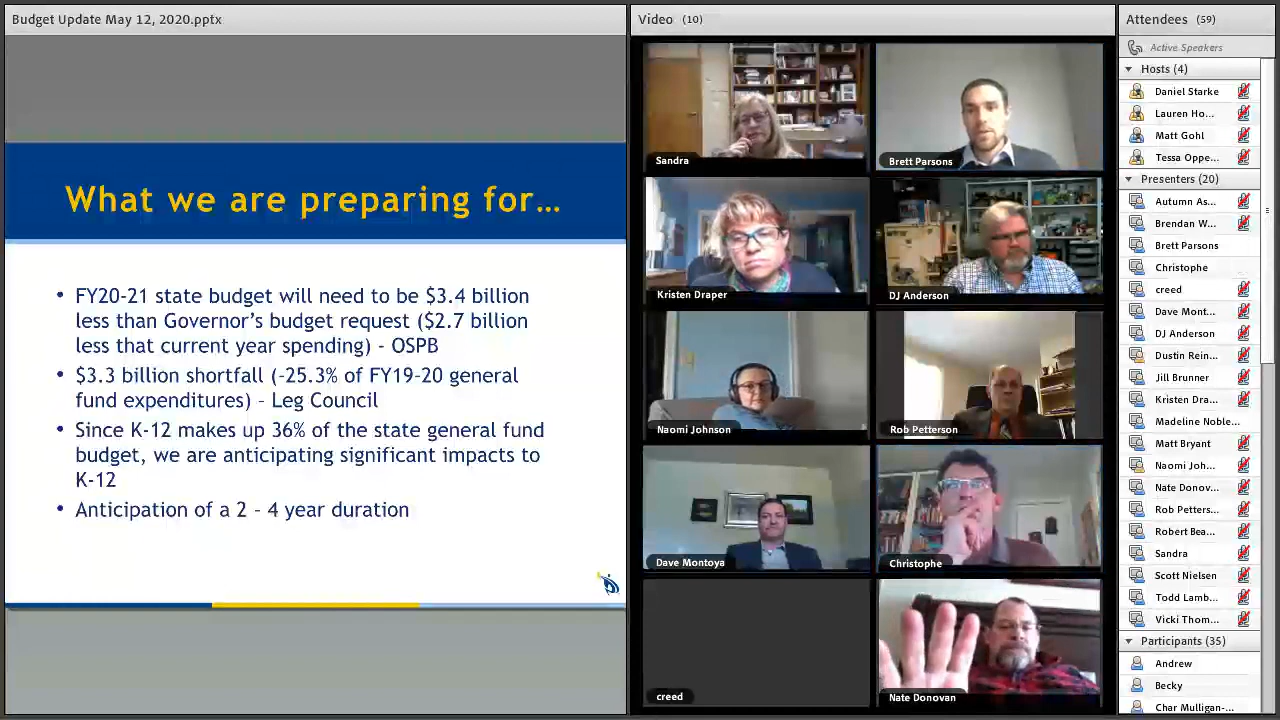 Budget Update May 12, 2020.pptx
What we are preparing for...
• FY20-21 state budget will need to be $3.4 billion
less than Governor's budget request ($2.7 billion
less that current year spending) - OSPB
• $3.3 billion shortfall (-25.3% of FY19-20 general
fund expenditures) – Leg Council
• Since K-12 makes up 36% of the state general fund
budget, we are anticipating significant impacts to
K-12
• Anticipation of a 2 – 4 year duration
Video (10)
Sandra
Brett Parsons
Kristen Draper
DJ Anderson
Naomi Johnson
Rob Petterson
Dave Montoya
Christophe
creed
Nate Donovan
Attendees (59)
Active Speakers
Hosts (4)
Daniel Starke
Lauren Ho...
Matt Gohl
Tessa Oppe...
Presenters (20)
Autumn As...
Brendan W...
Brett Parsons
Christophe
creed
Dave Mont...
DJ Anderson
Dustin Rein...
Jill Brunner
Kristen Dra...
Madeline Noble...
Matt Bryant
Naomi Joh...
Nate Donov...
Rob Petters...
Robert Bea...
Sandra
Scott Nielsen
Todd Lamb...
Vicki Thom...
Participants (35)
Andrew
Becky
Char Mulligan-...